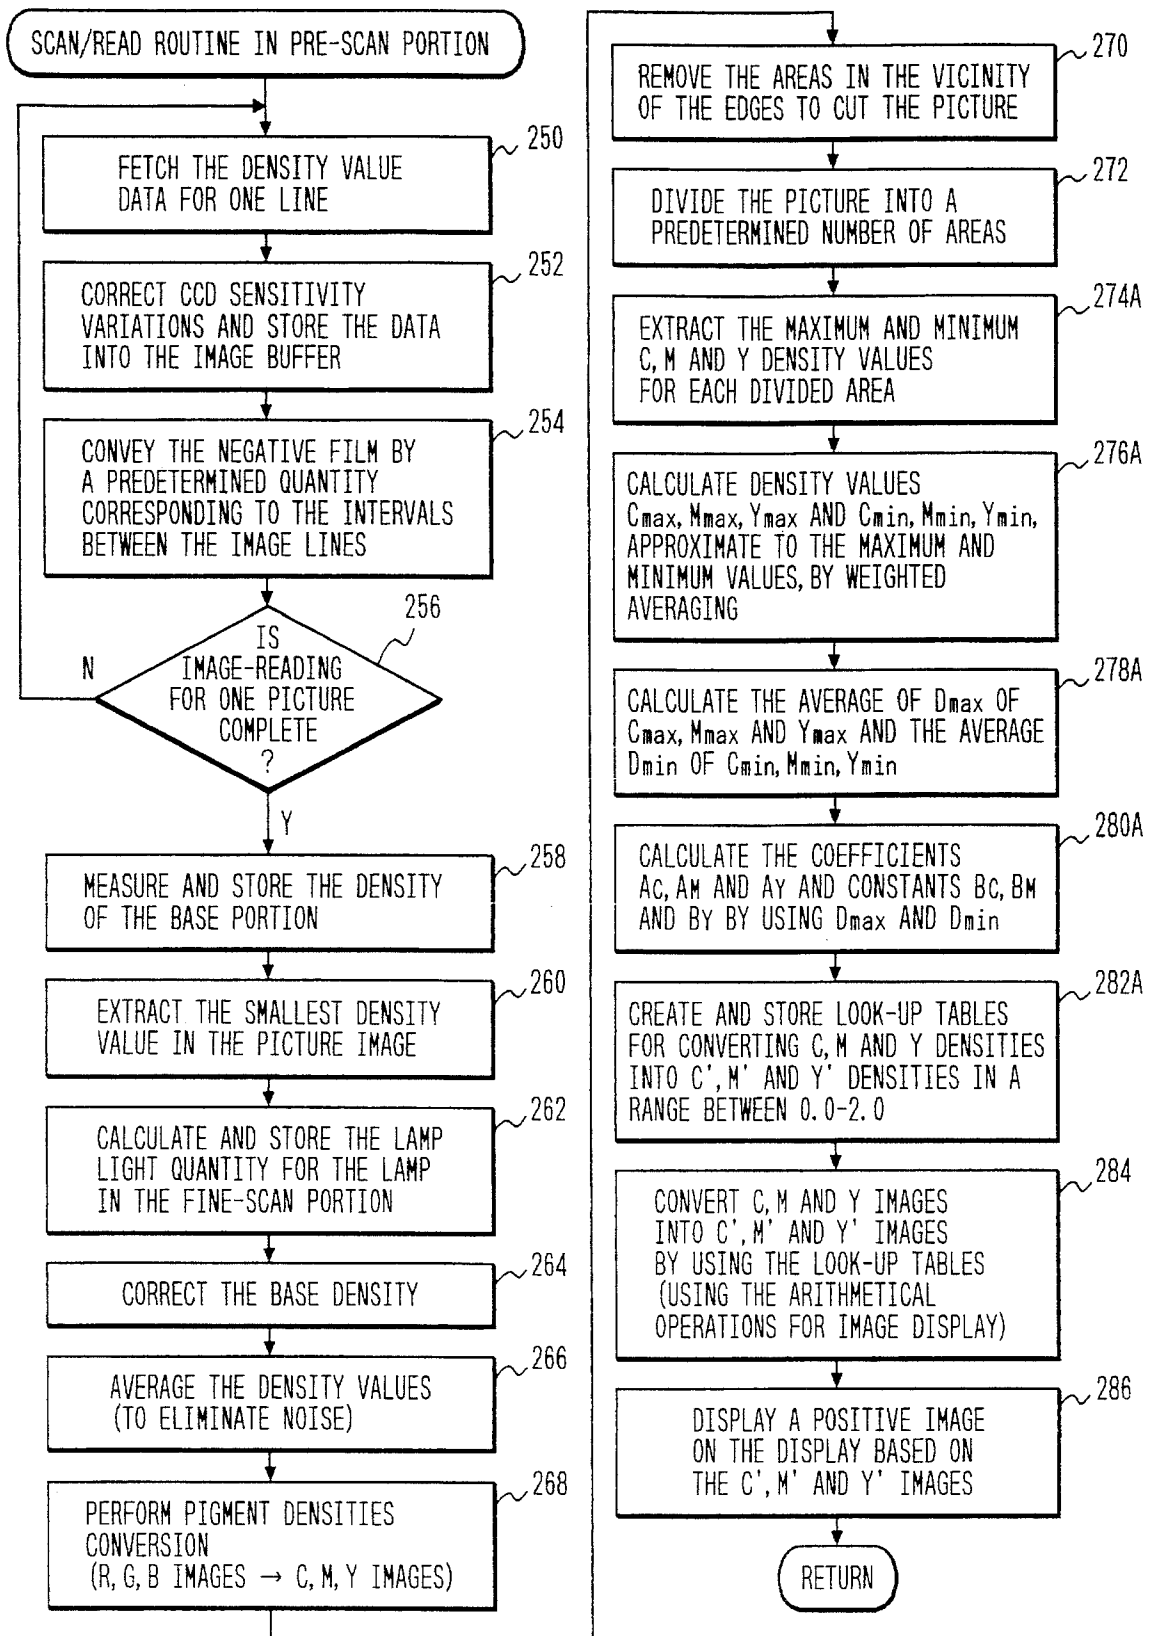 SCAN/READ ROUTINE IN PRE-SCAN PORTION
250
FETCH THE DENSITY VALUE
DATA FOR ONE LINE
252
CORRECT CCD SENSITIVITY
VARIATIONS AND STORE THE DATA
INTO THE IMAGE BUFFER
254
CONVEY THE NEGATIVE FILM BY
A PREDETERMINED QUANTITY
CORRESPONDING TO THE INTERVALS
BETWEEN THE IMAGE LINES
256
IS
IMAGE-READING
FOR ONE PICTURE
COMPLETE
?
N
Y
258
MEASURE AND STORE THE DENSITY
OF THE BASE PORTION
260
EXTRACT THE SMALLEST DENSITY
VALUE IN THE PICTURE IMAGE
262
CALCULATE AND STORE THE LAMP
LIGHT QUANTITY FOR THE LAMP
IN THE FINE-SCAN PORTION
264
CORRECT THE BASE DENSITY
266
AVERAGE THE DENSITY VALUES
(TO ELIMINATE NOISE)
268
PERFORM PIGMENT DENSITIES
CONVERSION
(R, G, B IMAGES → C, M, Y IMAGES)
270
REMOVE THE AREAS IN THE VICINITY
OF THE EDGES TO CUT THE PICTURE
272
DIVIDE THE PICTURE INTO A
PREDETERMINED NUMBER OF AREAS
274A
EXTRACT THE MAXIMUM AND MINIMUM
C, M AND Y DENSITY VALUES
FOR EACH DIVIDED AREA
276A
CALCULATE DENSITY VALUES
Cmax, Mmax, Ymax AND Cmin, Mmin, Ymin,
APPROXIMATE TO THE MAXIMUM AND
MINIMUM VALUES, BY WEIGHTED
AVERAGING
278A
CALCULATE THE AVERAGE OF Dmax OF
Cmax, Mmax AND Ymax AND THE AVERAGE
Dmin OF Cmin, Mmin, Ymin
280A
CALCULATE THE COEFFICIENTS
AC, AM AND AY AND CONSTANTS BC, BM
AND BY BY USING Dmax AND Dmin
282A
CREATE AND STORE LOOK-UP TABLES
FOR CONVERTING C, M AND Y DENSITIES
INTO C', M' AND Y' DENSITIES IN A
RANGE BETWEEN 0.0-2.0
284
CONVERT C, M AND Y IMAGES
INTO C', M' AND Y' IMAGES
BY USING THE LOOK-UP TABLES
(USING THE ARITHMETICAL
OPERATIONS FOR IMAGE DISPLAY)
286
DISPLAY A POSITIVE IMAGE
ON THE DISPLAY BASED ON
THE C', M' AND Y' IMAGES
RETURN